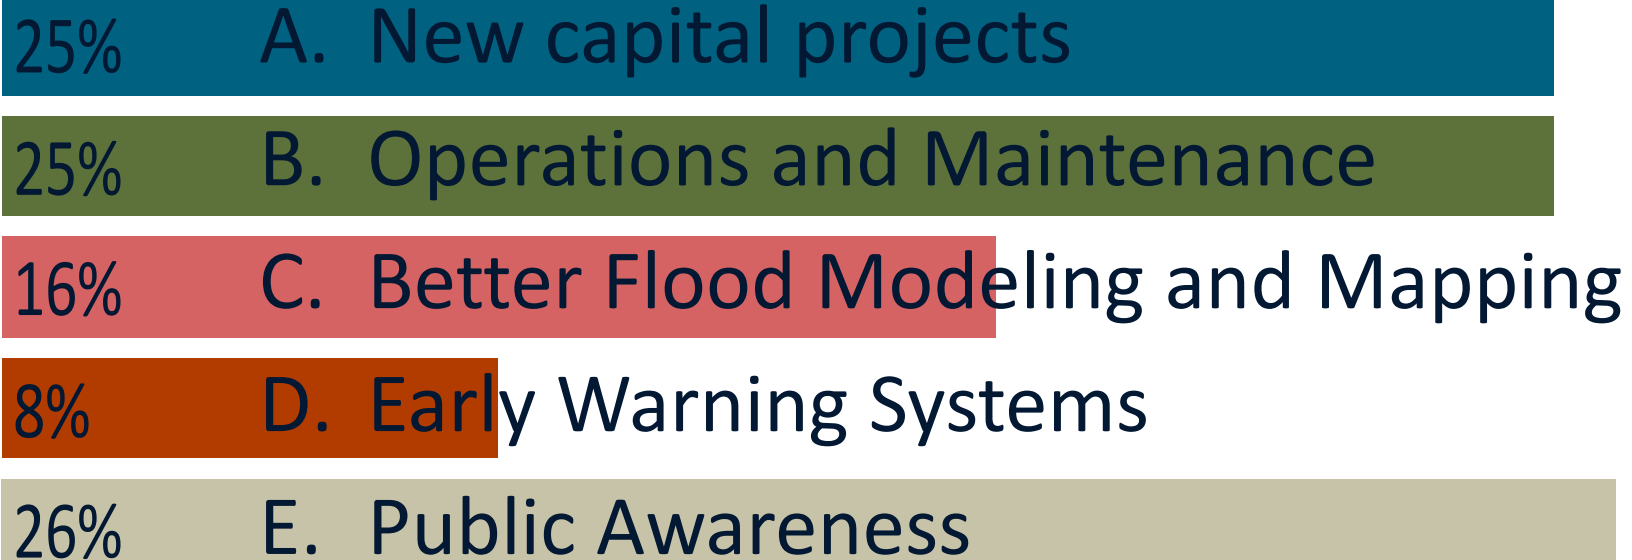 25% A. New capital projects
25% B. Operations and Maintenance
16% C. Better Flood Modeling and Mapping
8% D. Early Warning Systems
26% E. Public Awareness